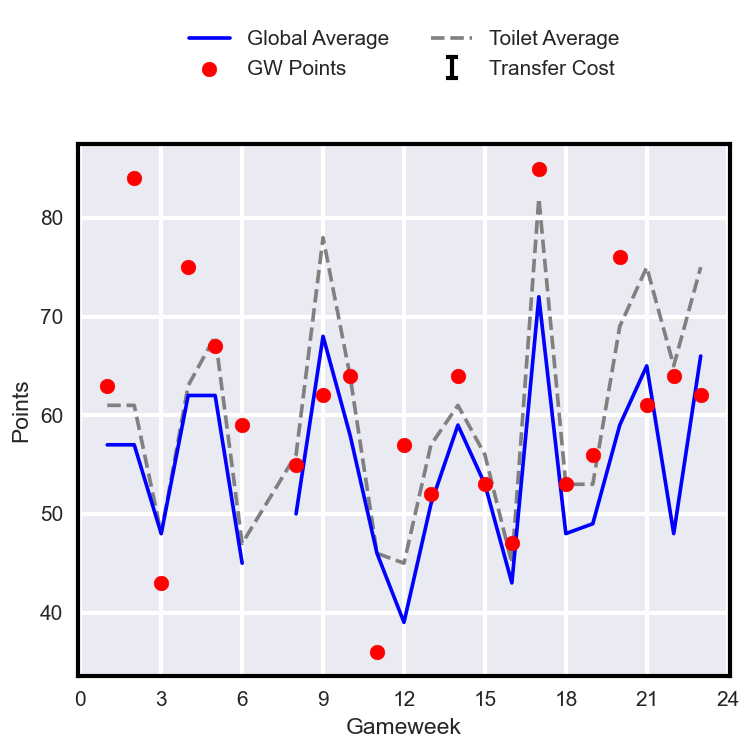 Global Average
Toilet Average
GW Points
Transfer Cost
Points
80
70
60
50
40
0 3 6 9 12 15 18 21 24
Gameweek